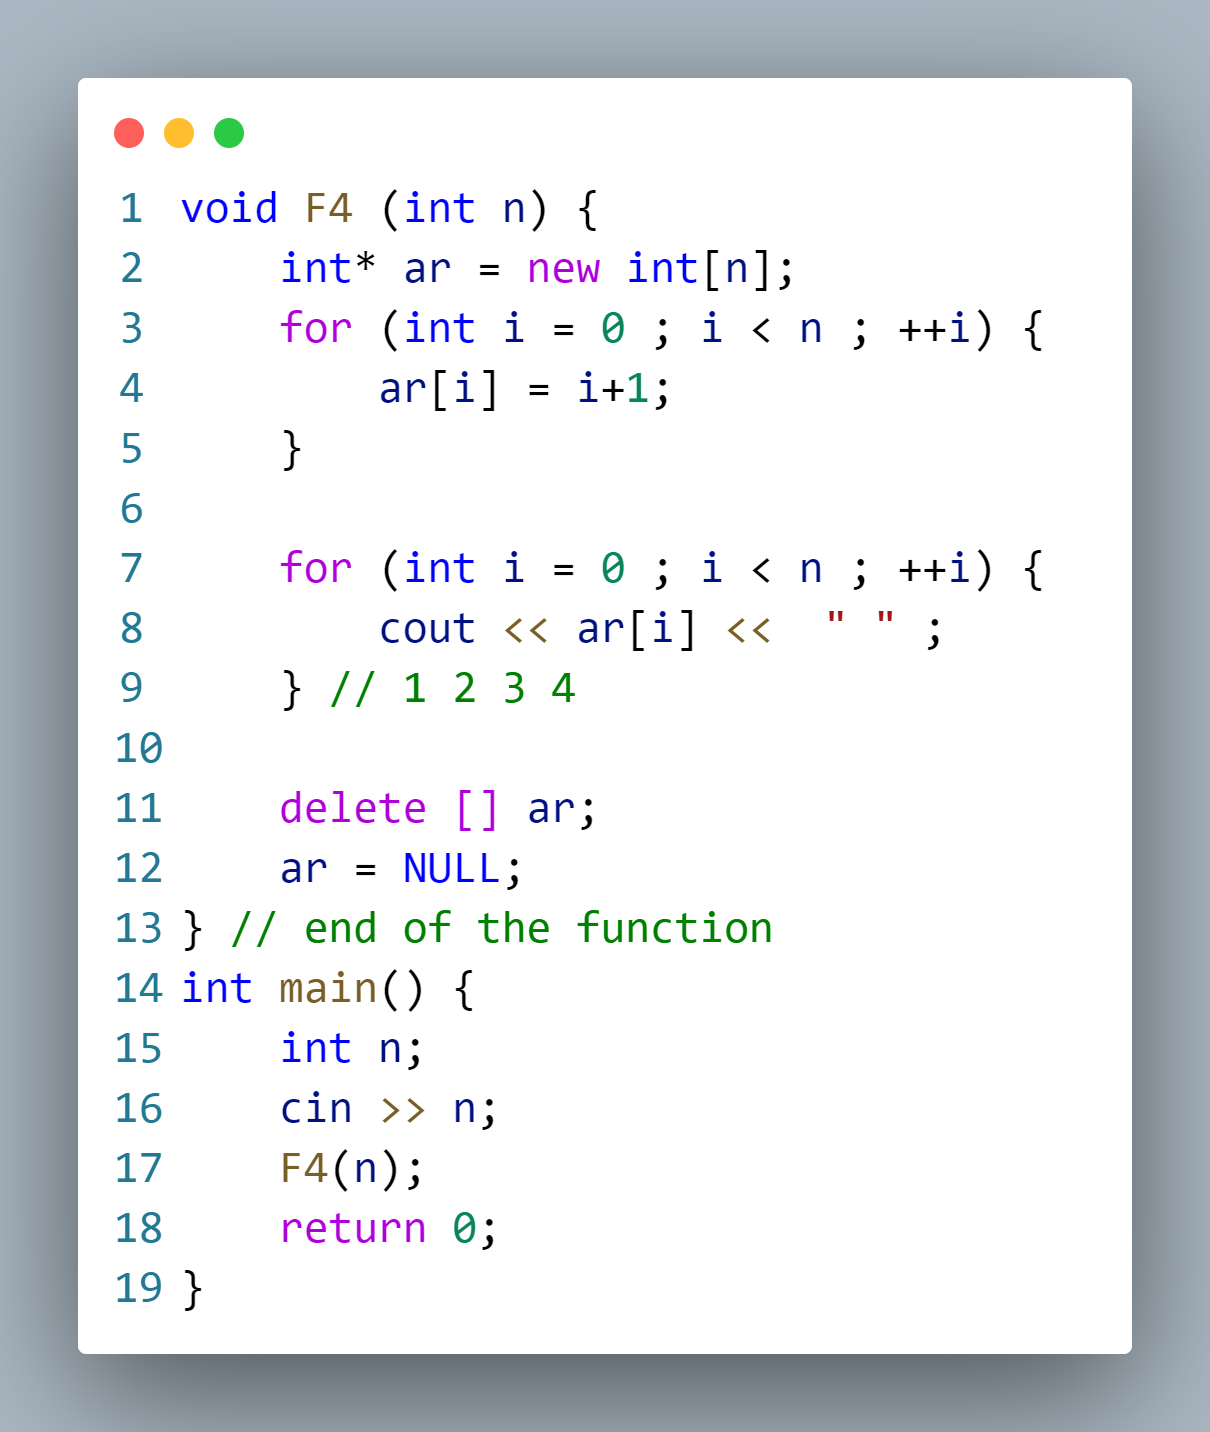 1 void F4 (int n) {
2     int* ar = new int[n];
3     for (int i = 0 ; i < n ; ++i) {
4         ar[i] = i+1;
5     }
6
7     for (int i = 0 ; i < n ; ++i) {
8         cout << ar[i] <<  " " ;
9     } // 1 2 3 4
10
11     delete [] ar;
12     ar = NULL;
13 } // end of the function
14 int main() {
15     int n;
16     cin >> n;
17     F4(n);
18     return 0;
19 }